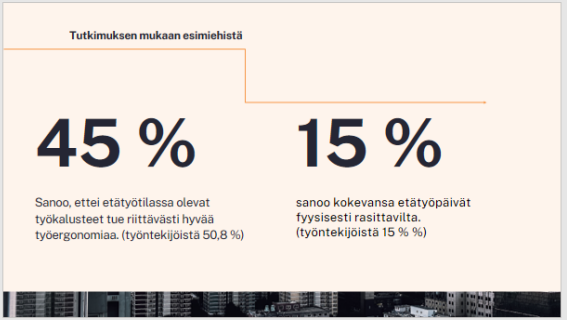 Tutkimuksen mukaan esimiehistä
45 %
Sanoo, ettei etätyötilassa olevat
työkalusteet tue riittävästi hyvää
työergonomiaa. (työntekijöistä 50,8 %)
15 %
sanoo kokevansa etätyöpäivät
fyysisesti rasittavilta.
(työntekijöistä 15 % %)